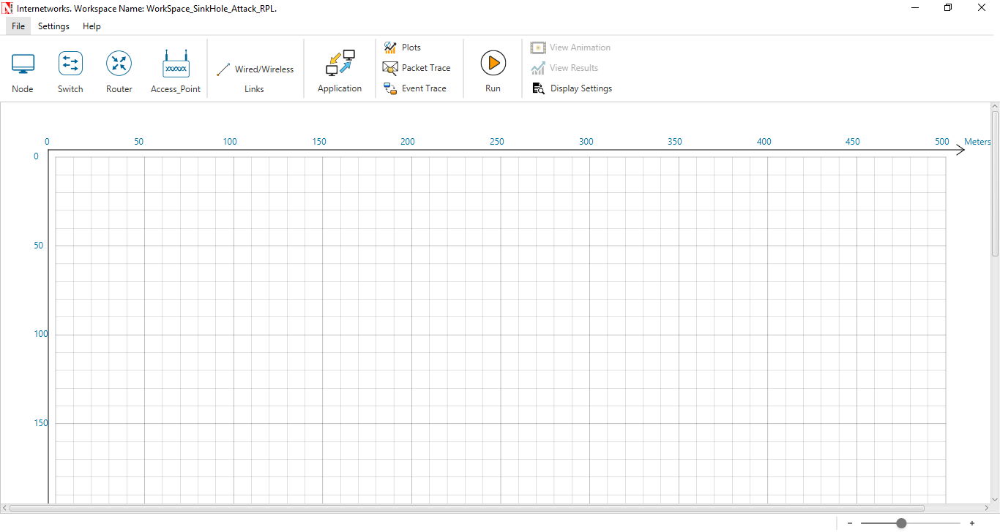 Internetworks. Workspace Name: WorkSpace_SinkHole_Attack_RPL.
File Settings Help
Node
Switch
Router
Access_Point
Wired/Wireless
Links
Application
Plots
Packet Trace
Event Trace
Run
View Animation
View Results
Display Settings
0 50 100 150 200 250 300 350 400 450 500 Meters
0
50
100
150